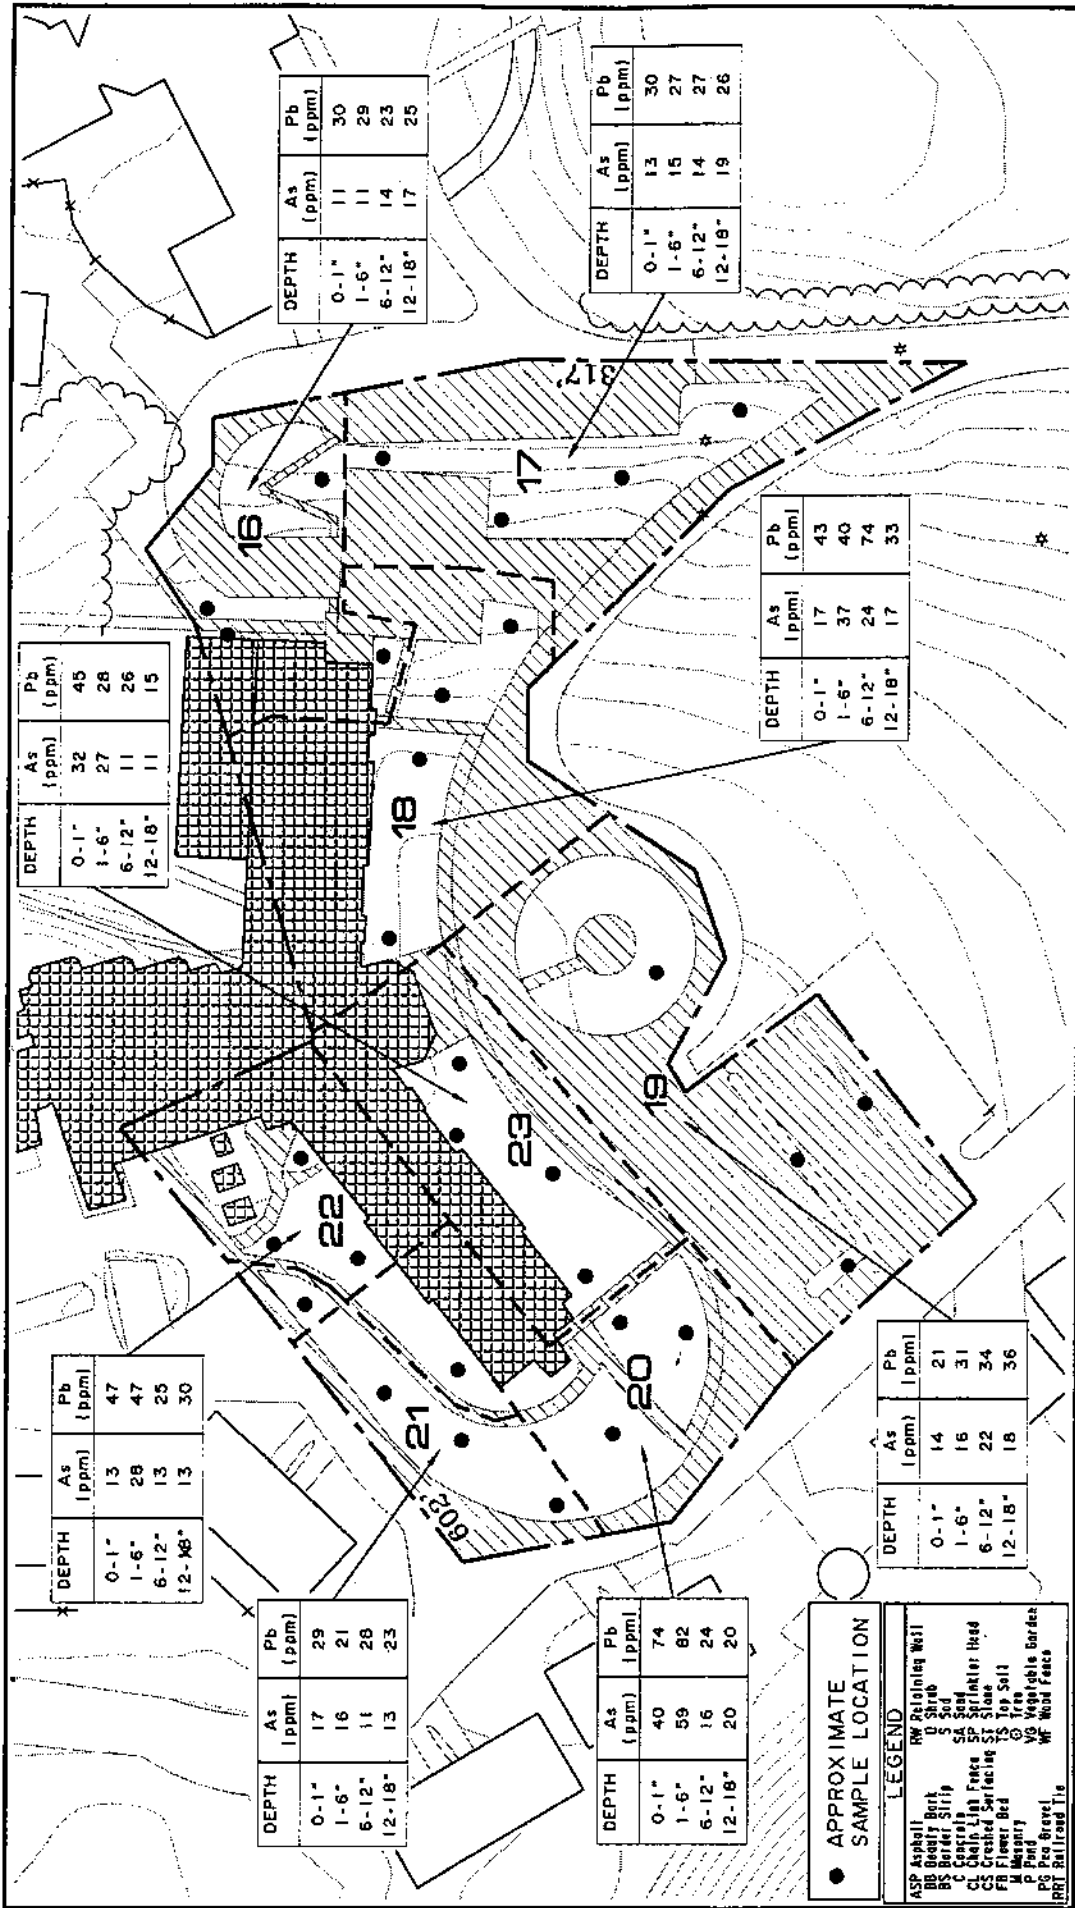 DEPTH As (ppm) Pb (ppm)
0-1" 13 47
1-6" 28 47
6-12" 13 25
12-18" 13 30
DEPTH As (ppm) Pb (ppm)
0-1" 32 45
1-6" 27 28
6-12" 11 26
12-18" 11 15
DEPTH As (ppm) Pb (ppm)
0-1" 11 30
1-6" 11 29
6-12" 14 23
12-18" 17 25
DEPTH As (ppm) Pb (ppm)
0-1" 17 29
1-6" 16 21
6-12" 11 28
12-18" 13 23
DEPTH As (ppm) Pb (ppm)
0-1" 40 74
1-6" 59 82
6-12" 16 24
12-18" 20 20
DEPTH As (ppm) Pb (ppm)
0-1" 13 30
1-6" 15 27
6-12" 14 27
12-18" 19 26
DEPTH As (ppm) Pb (ppm)
0-1" 17 43
1-6" 37 40
6-12" 24 74
12-18" 17 33
DEPTH As (ppm) Pb (ppm)
0-1" 14 21
1-6" 16 31
6-12" 22 34
12-18" 18 36
16
17
18
19
20
21
22
23
317'
602'
APPROXIMATE
SAMPLE LOCATION
LEGEND
ASP Asphalt RW Retaining Wall
BB Beauty Bark Shrub
BS Border Strip S Sod
C Concrete SA Sand
CL Chain Link Fence SP Sprinkler Head
CS Crushed Surfacing ST Stone
FB Flower Bed TS Top Soil
M Masonry Tree
P Pond VG Vegetable Garden
PG Pea Gravel WF Wood Fence
RRT Railroad Tie